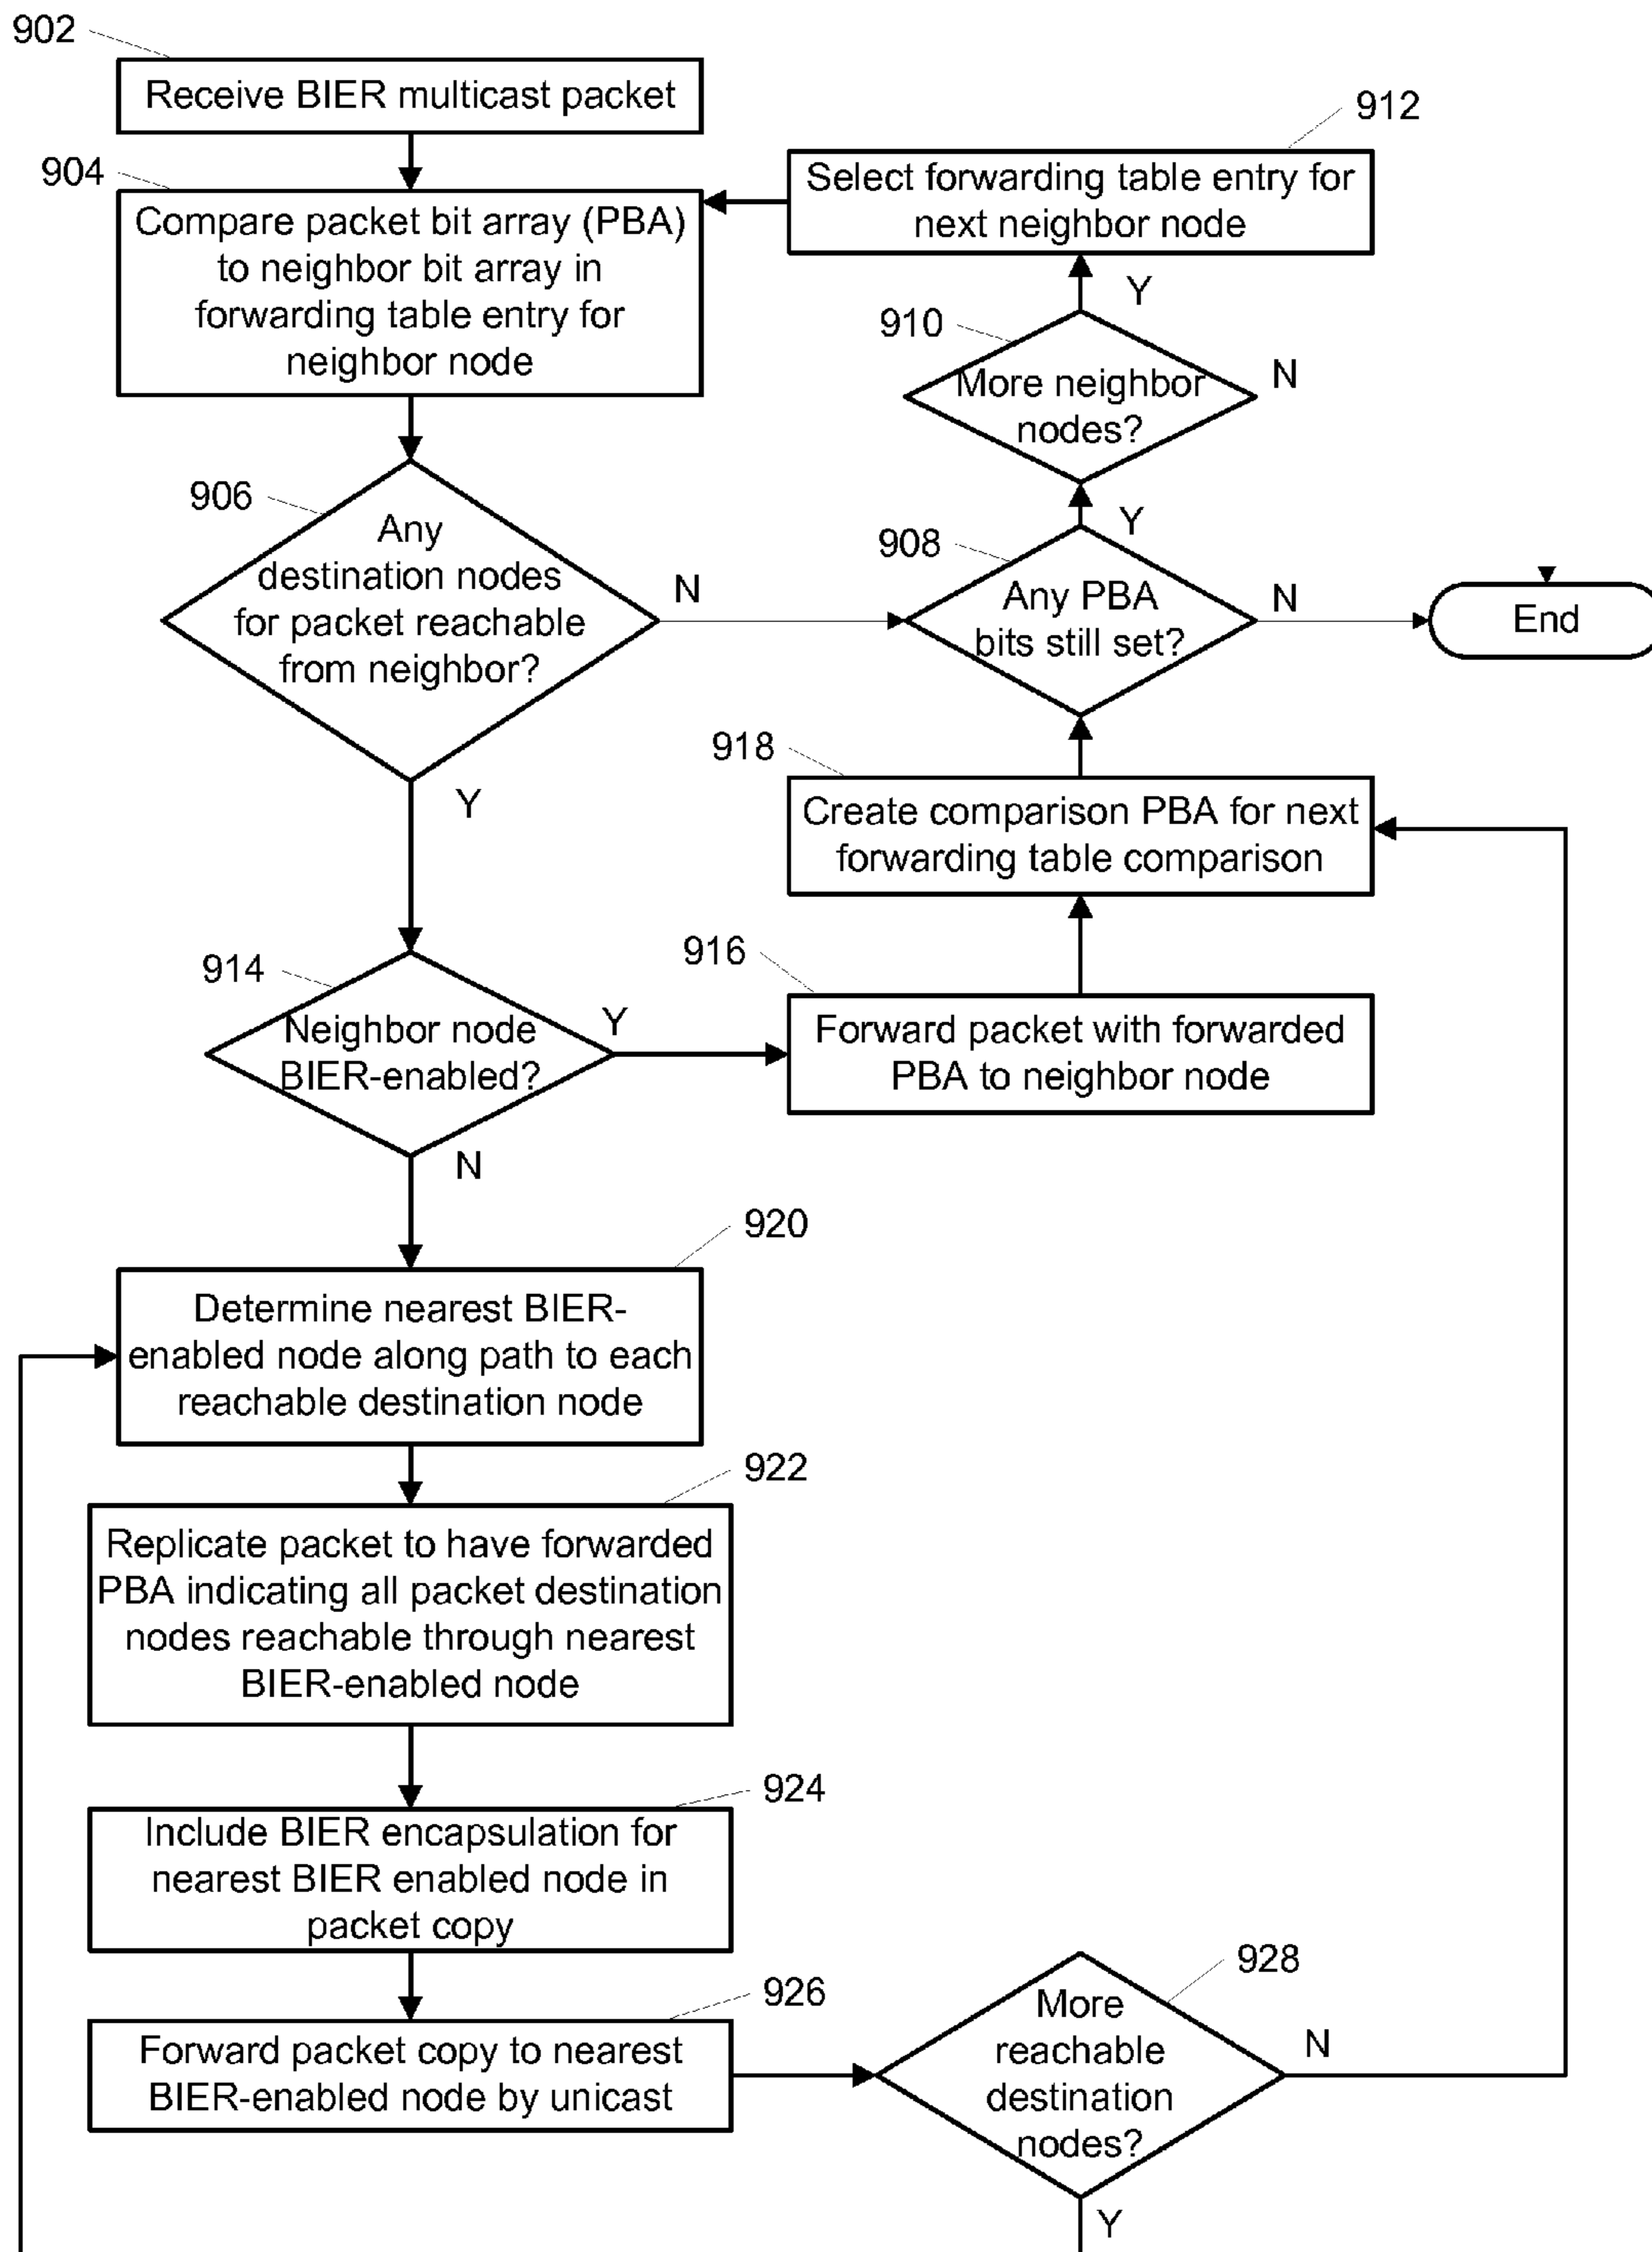 902
Receive BIER multicast packet
912
904
Select forwarding table entry for
next neighbor node
Compare packet bit array (PBA)
to neighbor bit array in
forwarding table entry for
neighbor node
Y
910
More neighbor
nodes?
N
906
Any
destination nodes
for packet reachable
from neighbor?
N
Y
908
Any PBA
bits still set?
N
End
Y
918
Create comparison PBA for next
forwarding table comparison
914
Neighbor node
BIER-enabled?
Y
916
Forward packet with forwarded
PBA to neighbor node
N
920
Determine nearest BIER-
enabled node along path to each
reachable destination node
922
Replicate packet to have forwarded
PBA indicating all packet destination
nodes reachable through nearest
BIER-enabled node
924
Include BIER encapsulation for
nearest BIER enabled node in
packet copy
926
Forward packet copy to nearest
BIER-enabled node by unicast
928
More
reachable
destination
nodes?
N
Y